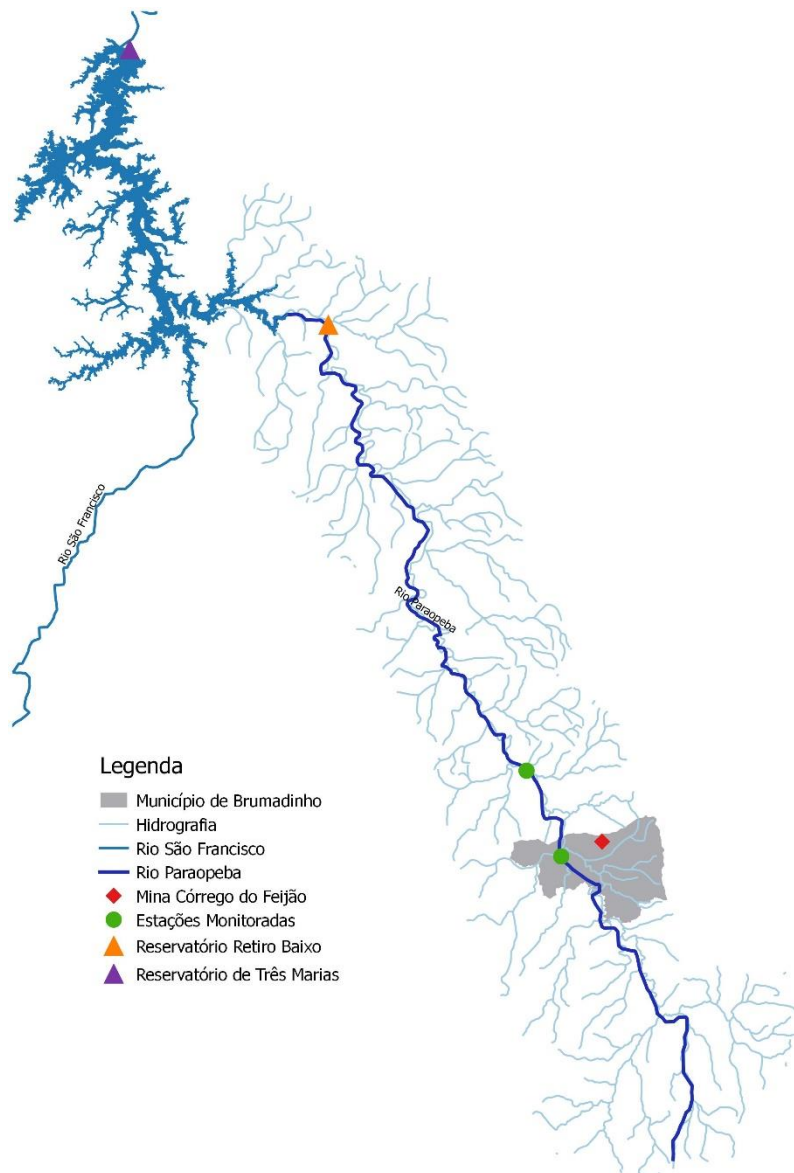 Rio São Francisco
Rio Paraopeba
Legenda
Município de Brumadinho
Hidrografia
Rio São Francisco
Rio Paraopeba
Mina Córrego do Feijão
Estações Monitoradas
Reservatório Retiro Baixo
Reservatório de Três Marias